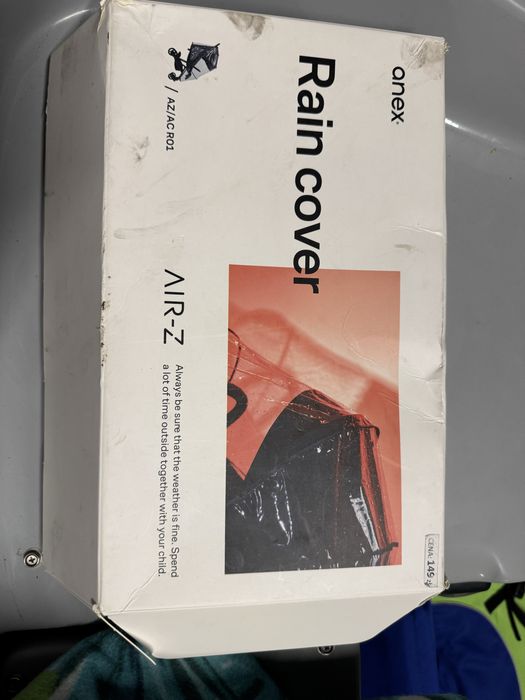 anex
Rain cover
/ AZ/AC R01
AIR-Z
Always be sure that the weather is fine. Spend
a lot of time outside together with your child.
CENA: 149 zł